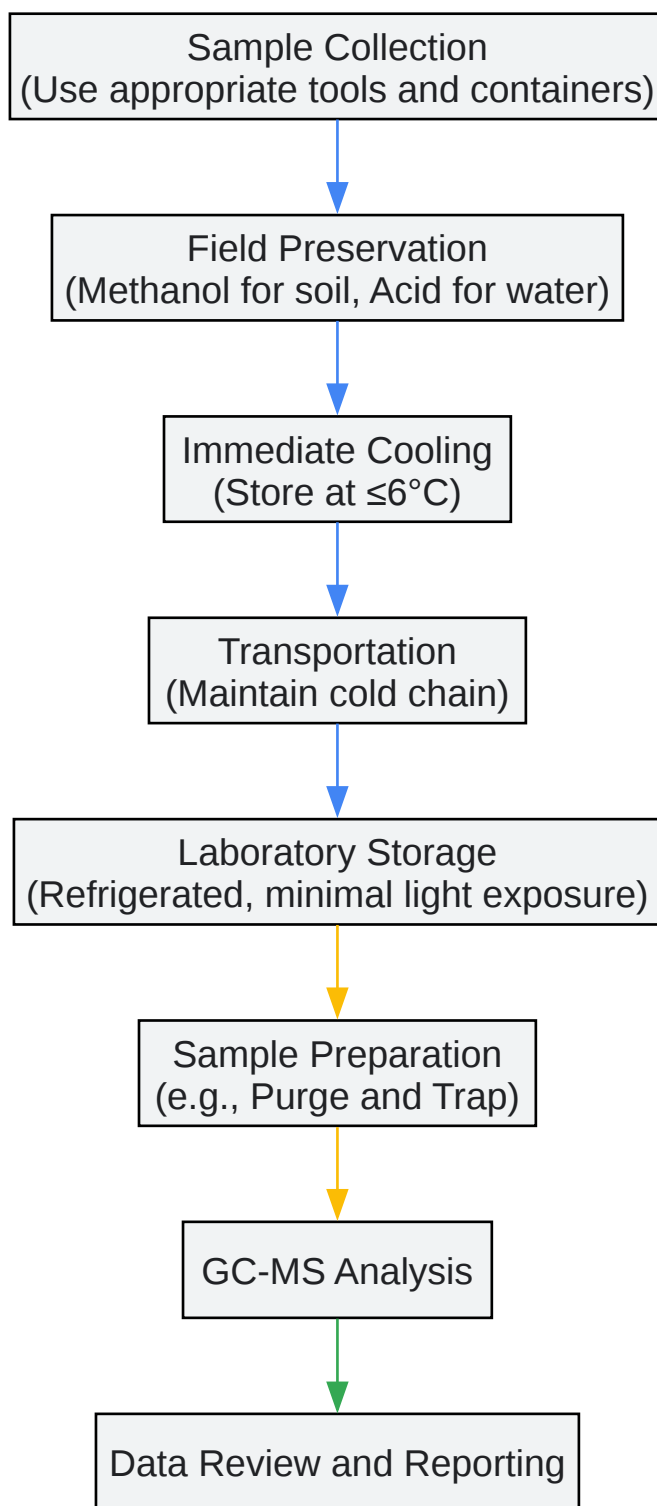 Sample Collection
(Use appropriate tools and containers)
Field Preservation
(Methanol for soil, Acid for water)
Immediate Cooling
(Store at ≤6°C)
Transportation
(Maintain cold chain)
Laboratory Storage
(Refrigerated, minimal light exposure)
Sample Preparation
(e.g., Purge and Trap)
GC-MS Analysis
Data Review and Reporting